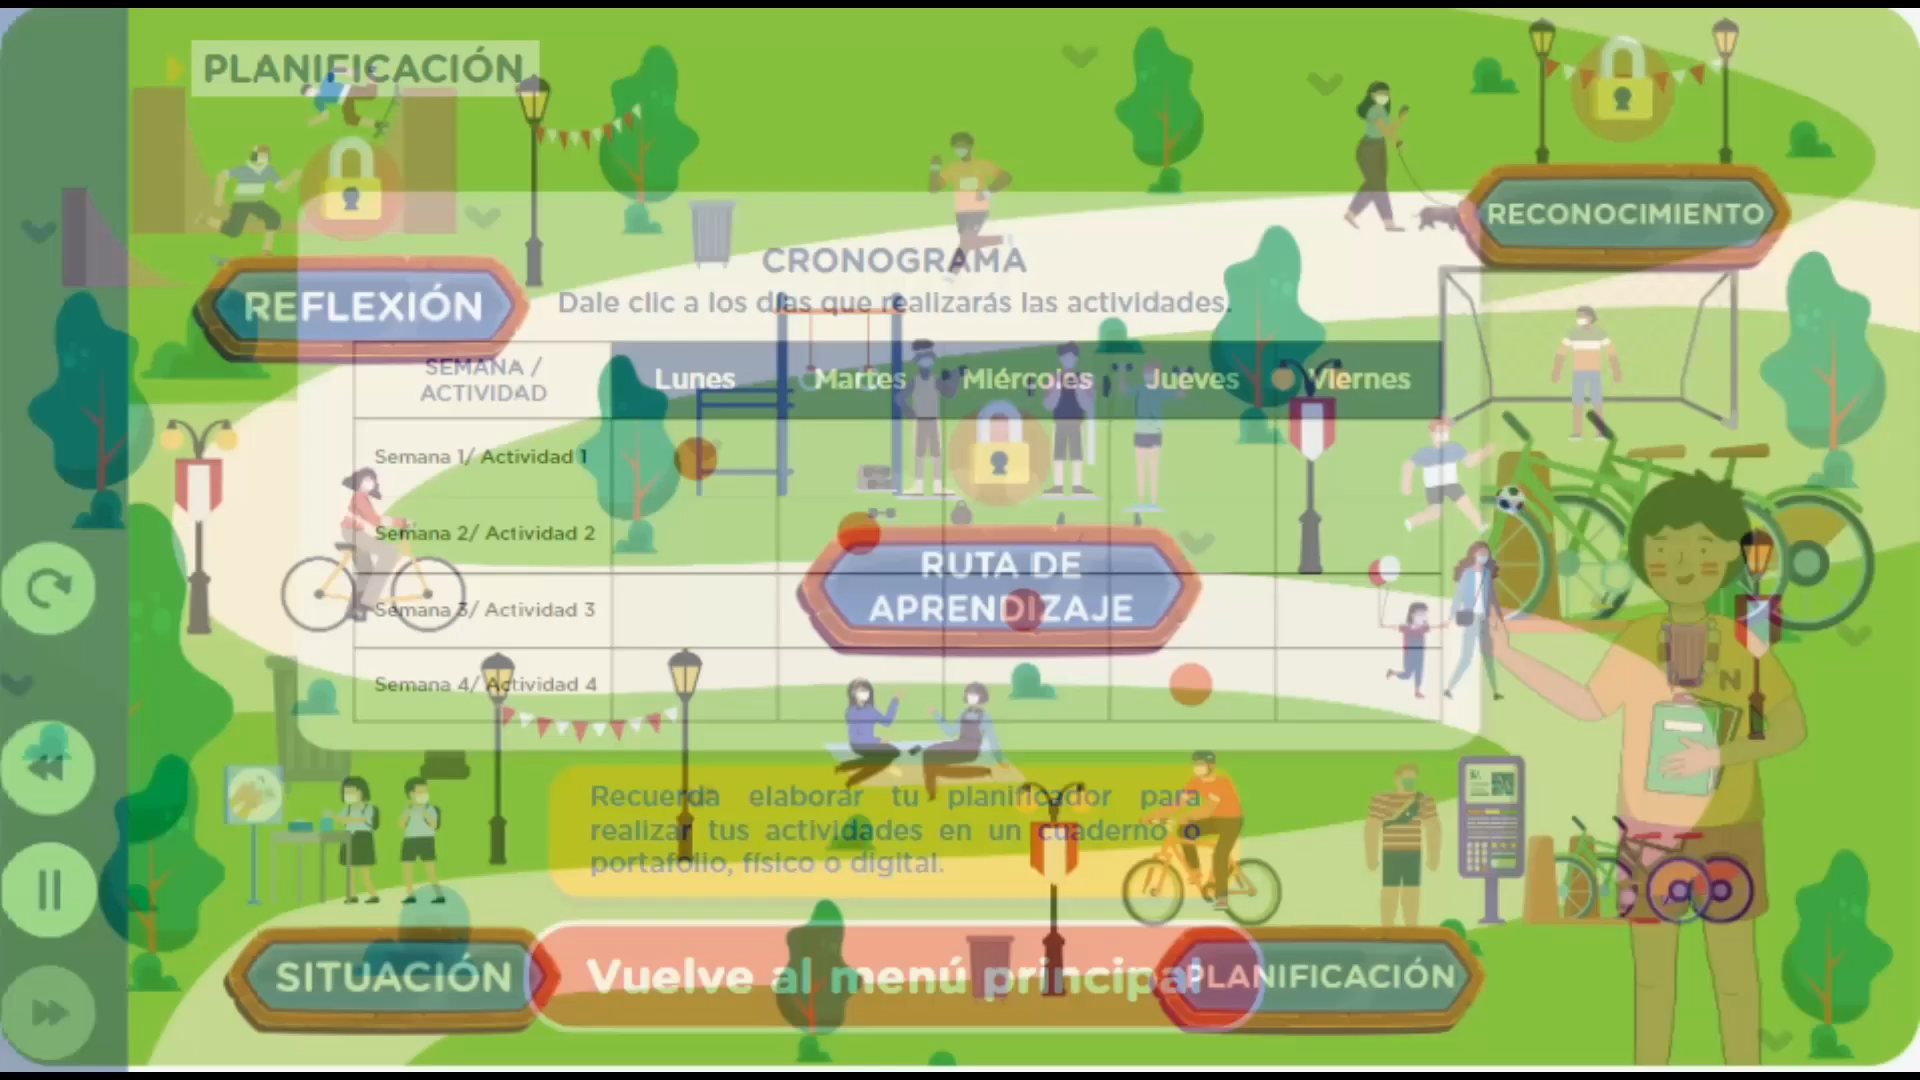 PLANIFICACIÓN
RECONOCIMIENTO
CRONOGRAMA
REFLEXIÓN
Dale clic a los días que realizarás las actividades.
SEMANA /
ACTIVIDAD
Lunes Martes Miércoles Jueves Viernes
Semana 1/ Actividad 1
Semana 2/ Actividad 2
RUTA DE
APRENDIZAJE
Semana 3/ Actividad 3
Semana 4/ Actividad 4
N
Recuerda elaborar tu planificador para
realizar tus actividades en un cuaderno o
portafolio, físico o digital.
SITUACIÓN
Vuelve al menú principal
PLANIFICACIÓN